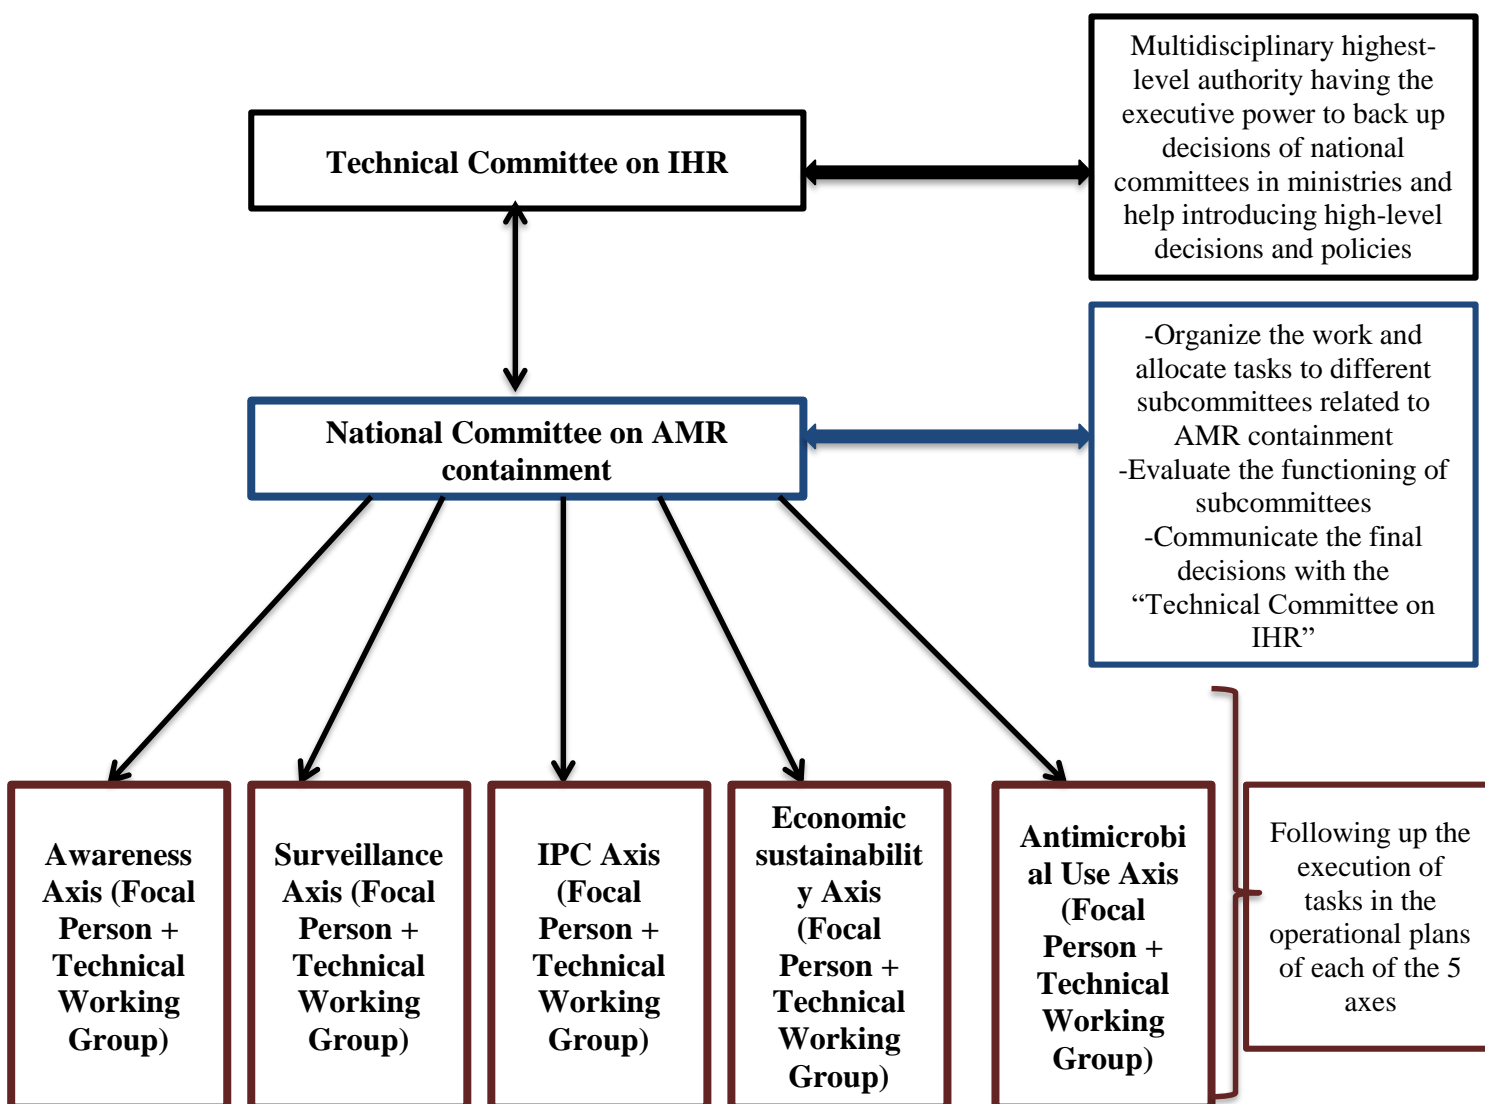 Multidisciplinary highest-
level authority having the
executive power to back up
decisions of national
committees in ministries and
help introducing high-level
decisions and policies
Technical Committee on IHR
National Committee on AMR
containment
-Organize the work and
allocate tasks to different
subcommittees related to
AMR containment
-Evaluate the functioning of
subcommittees
-Communicate the final
decisions with the
“Technical Committee on
IHR”
Awareness
Axis (Focal
Person +
Technical
Working
Group)
Surveillance
Axis (Focal
Person +
Technical
Working
Group)
IPC Axis
(Focal
Person +
Technical
Working
Group)
Economic
sustainabilit
y Axis
(Focal
Person +
Technical
Working
Group)
Antimicrobi
al Use Axis
(Focal
Person +
Technical
Working
Group)
Following up the
execution of
tasks in the
operational plans
of each of the 5
axes